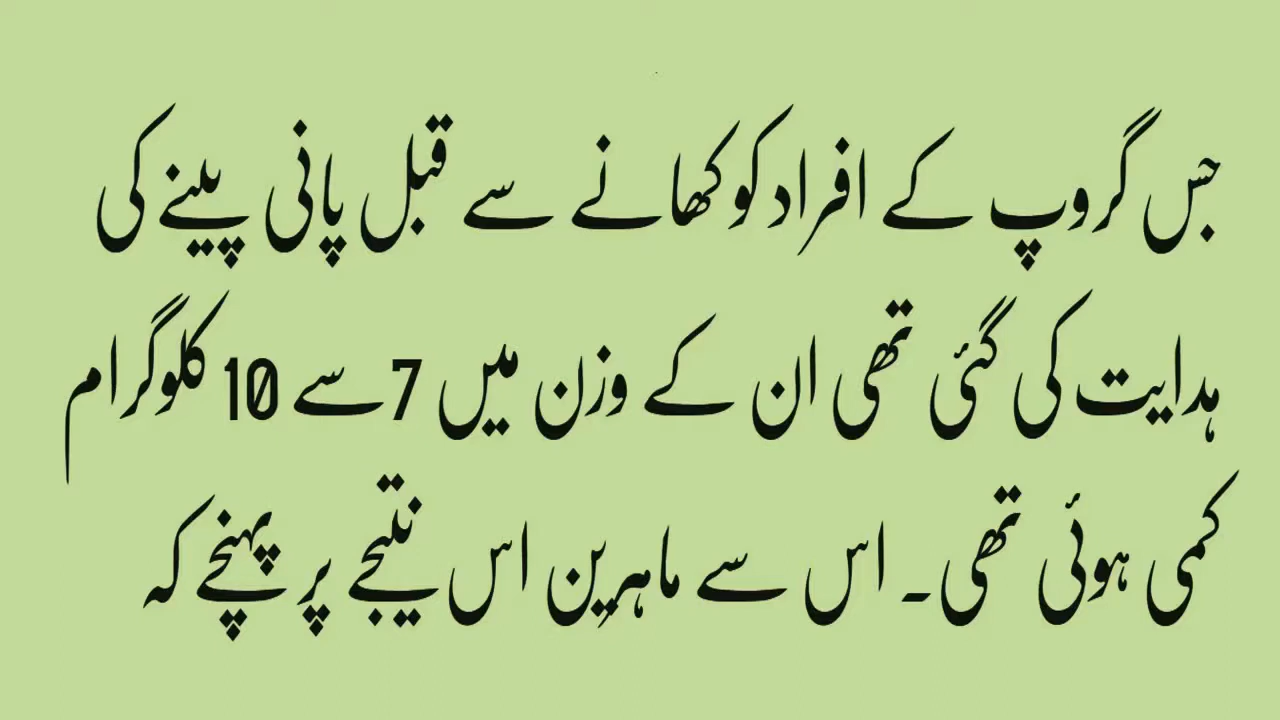 جس گروپ کے افراد کو کھانے سے قبل پانی پینے کی
ہدایت کی گئی تھی ان کے وزن میں 7 سے 10 کلوگرام
کمی ہوئی تھی۔ اس سے ماہرین اس نتیجے پر پہنچے کہ